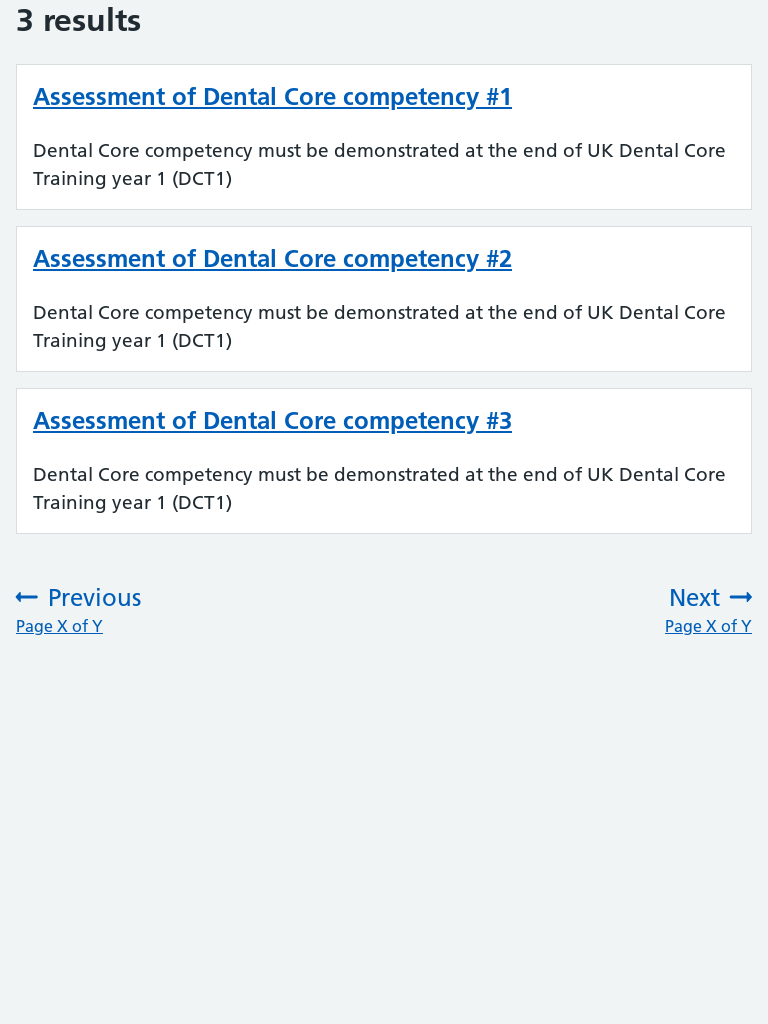 3 results
Assessment of Dental Core competency #1
Dental Core competency must be demonstrated at the end of UK Dental Core
Training year 1 (DCT1)
Assessment of Dental Core competency #2
Dental Core competency must be demonstrated at the end of UK Dental Core
Training year 1 (DCT1)
Assessment of Dental Core competency #3
Dental Core competency must be demonstrated at the end of UK Dental Core
Training year 1 (DCT1)
Previous
Page X of Y
Next
Page X of Y